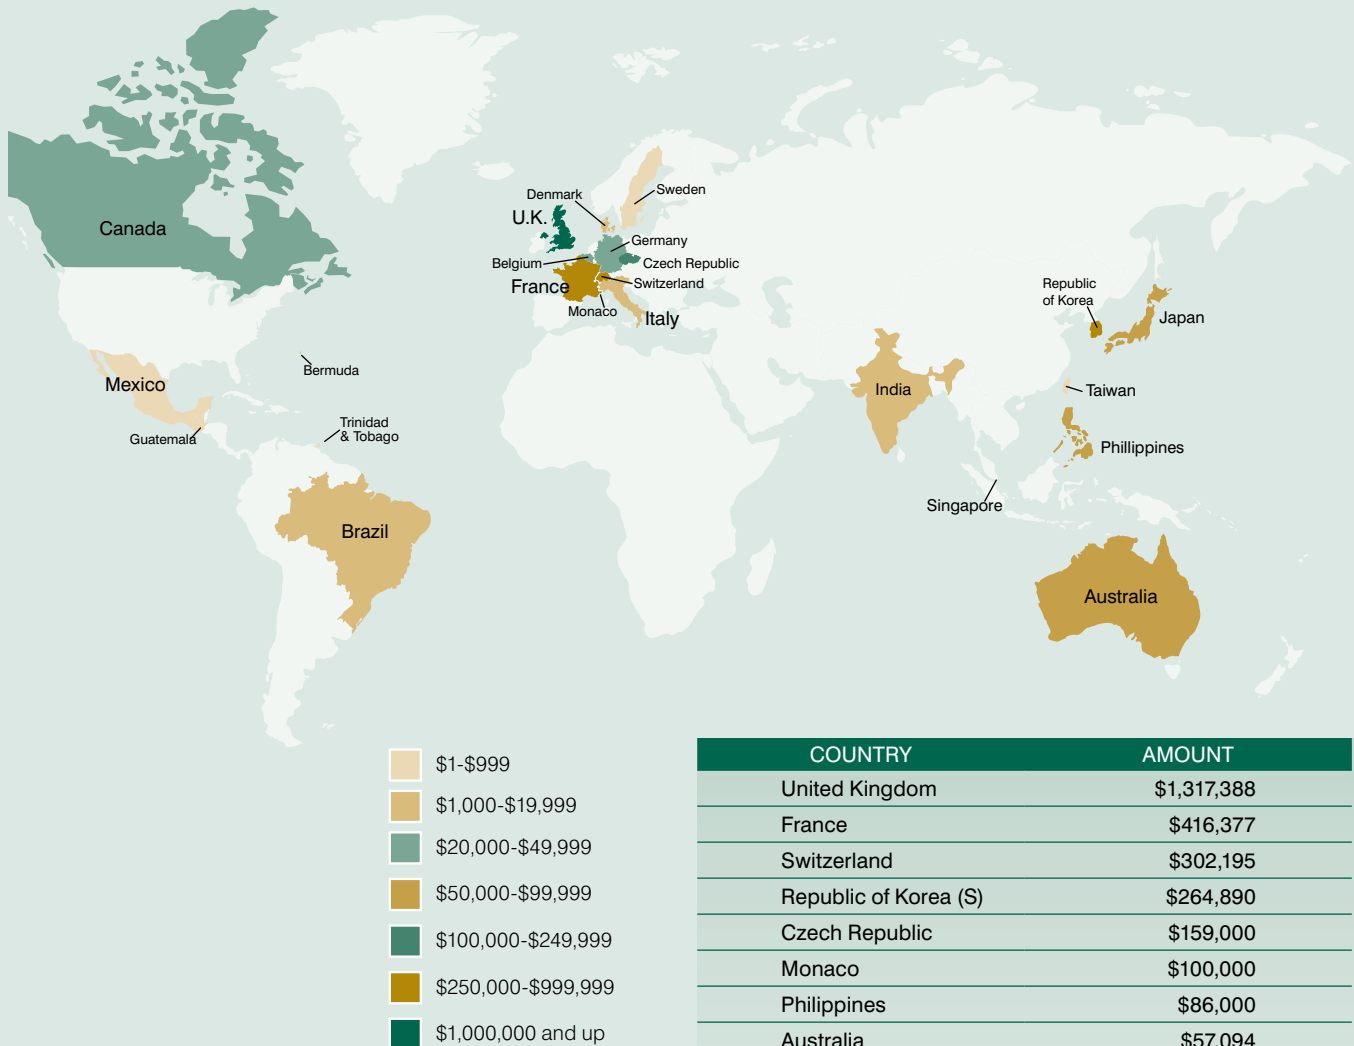 Denmark
Sweden
U.K.
Canada
Germany
Belgium
Czech Republic
France
Switzerland
Monaco
Italy
Republic
of Korea
Japan
Bermuda
Mexico
India
Taiwan
Trinidad
& Tobago
Guatemala
Phillippines
Singapore
Brazil
Australia
$1-$999
$1,000-$19,999
$20,000-$49,999
$50,000-$99,999
$100,000-$249,999
$250,000-$999,999
$1,000,000 and up
COUNTRY AMOUNT
United Kingdom $1,317,388
France $416,377
Switzerland $302,195
Republic of Korea (S) $264,890
Czech Republic $159,000
Monaco $100,000
Philippines $86,000
Australia $57,094